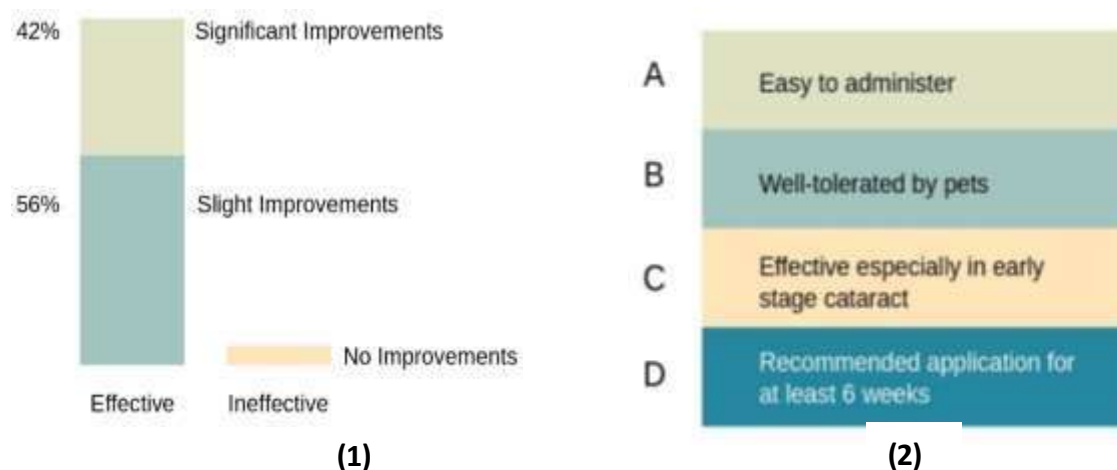 42%
Significant Improvements
56%
Slight Improvements
No Improvements
Effective
Ineffective
(1)
A
Easy to administer
B
Well-tolerated by pets
C
Effective especially in early
stage cataract
D
Recommended application for
at least 6 weeks
(2)